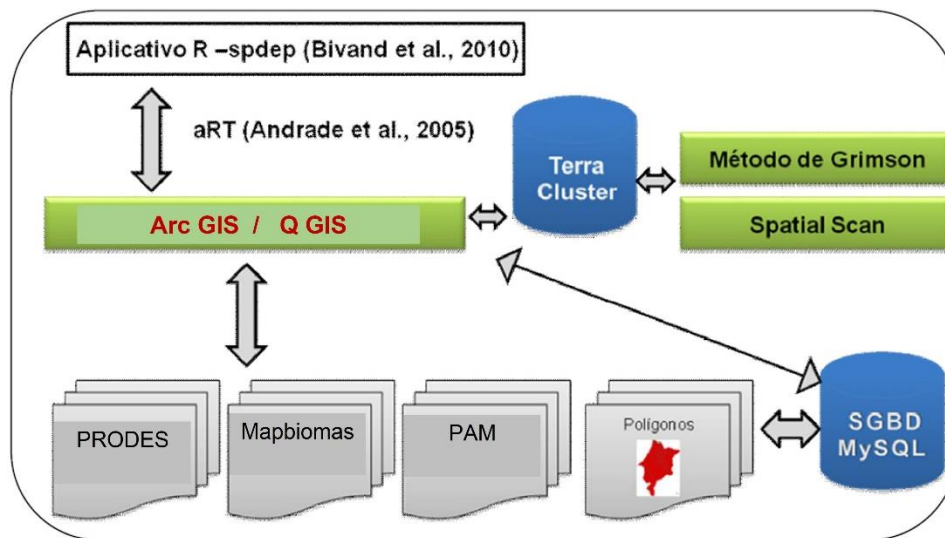 Aplicativo R –spdep (Bivand et al., 2010)
aRT (Andrade et al., 2005)
Terra
Cluster
Método de Grimson
Arc GIS / Q GIS
Spatial Scan
PRODES
Mapbiomas
PAM
Polígonos
SGBD
MySQL